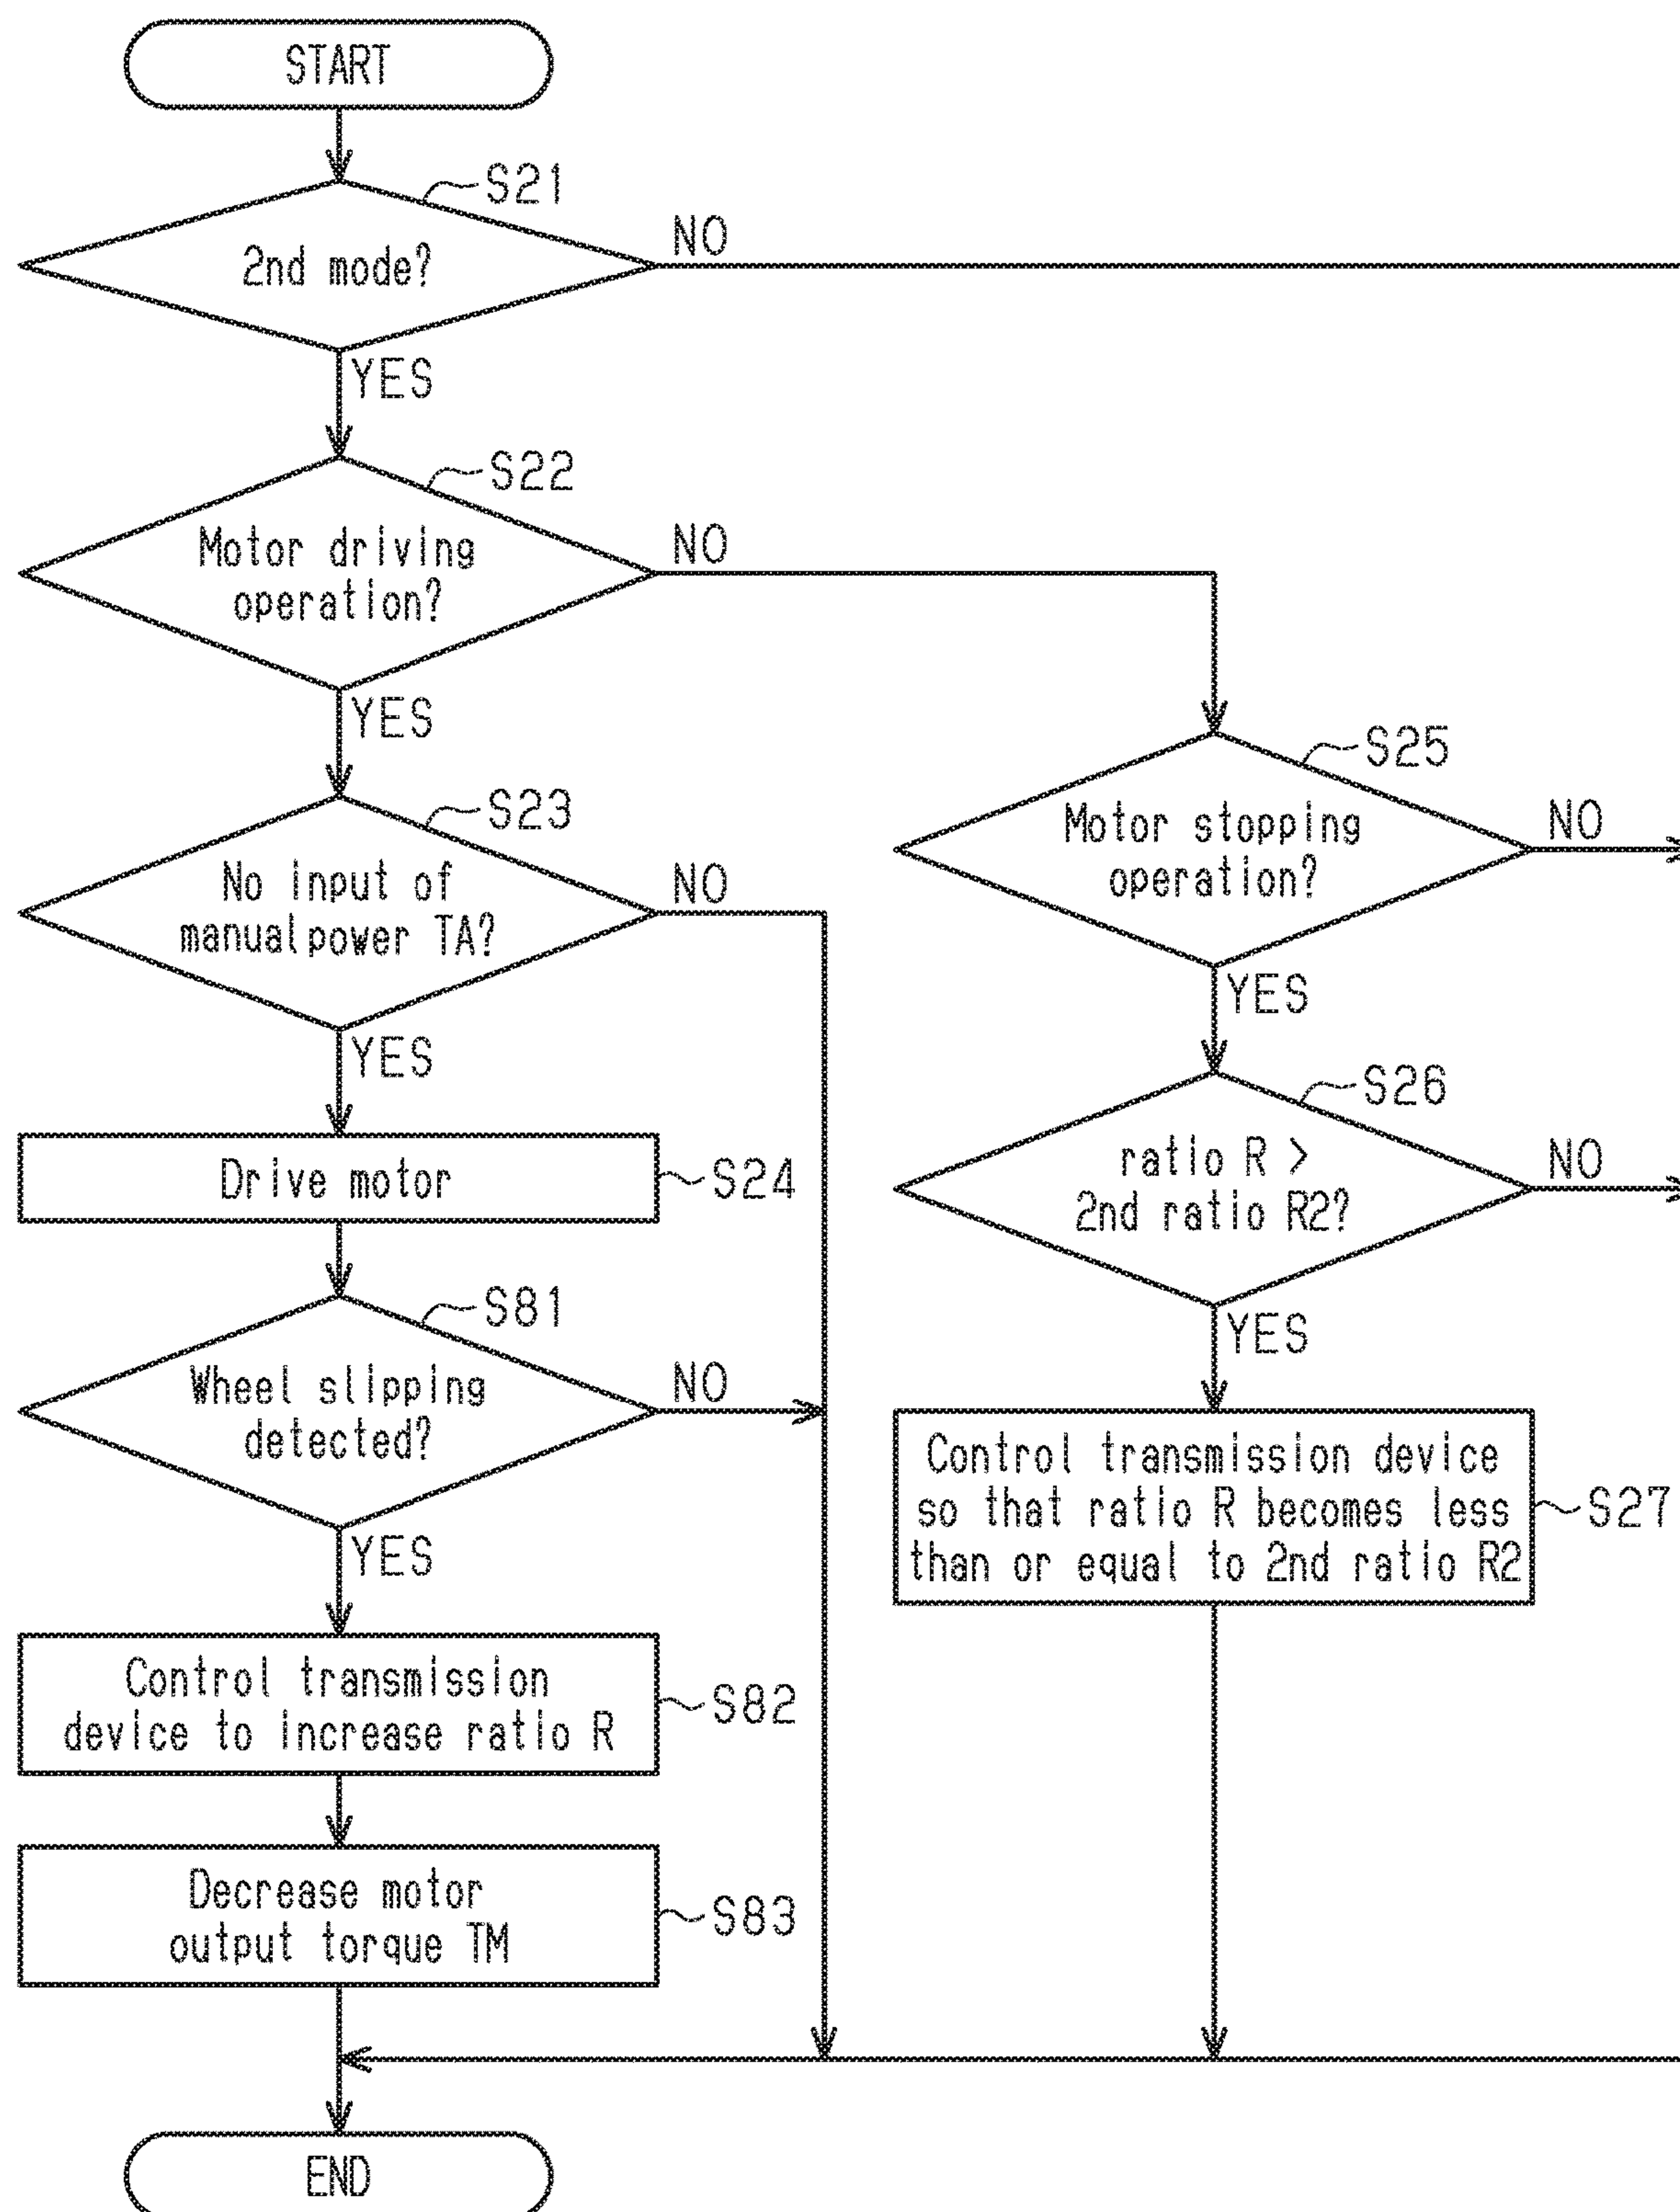 START
S21
2nd mode?
NO
YES
S22
Motor driving
operation?
NO
YES
S23
No input of
manual power TA?
NO
YES
Drive motor
S24
S81
Wheel slipping
detected?
NO
YES
Control transmission
device to increase ratio R
S82
Decrease motor
output torque TM
S83
END
S25
Motor stopping
operation?
NO
YES
S26
ratio R >
2nd ratio R2?
NO
YES
Control transmission device
so that ratio R becomes less
than or equal to 2nd ratio R2
S27